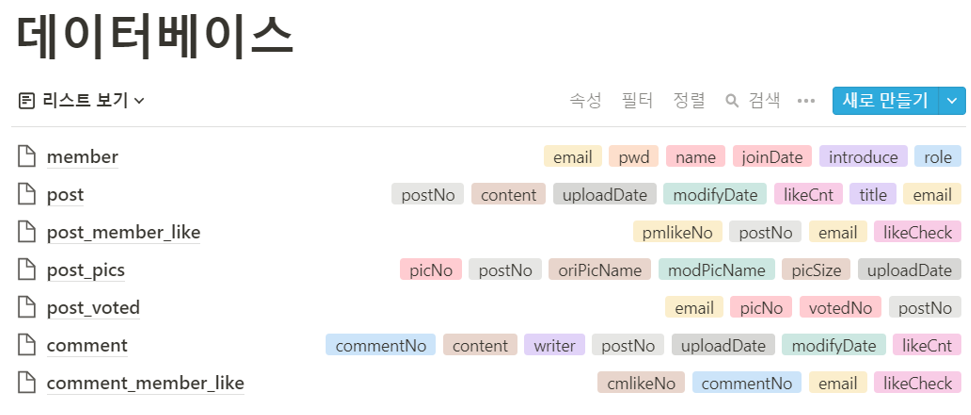 데이터베이스
리스트 보기 속성 필터 정렬 검색 ••• 새로 만들기
member email pwd name joinDate introduce role
post postNo content uploadDate modifyDate likeCnt title email
post_member_like pmlikeNo postNo email likeCheck
post_pics picNo postNo oriPicName modPicName picSize uploadDate
post_voted email picNo votedNo postNo
comment commentNo content writer postNo uploadDate modifyDate likeCnt
comment_member_like cmlikeNo commentNo email likeCheck